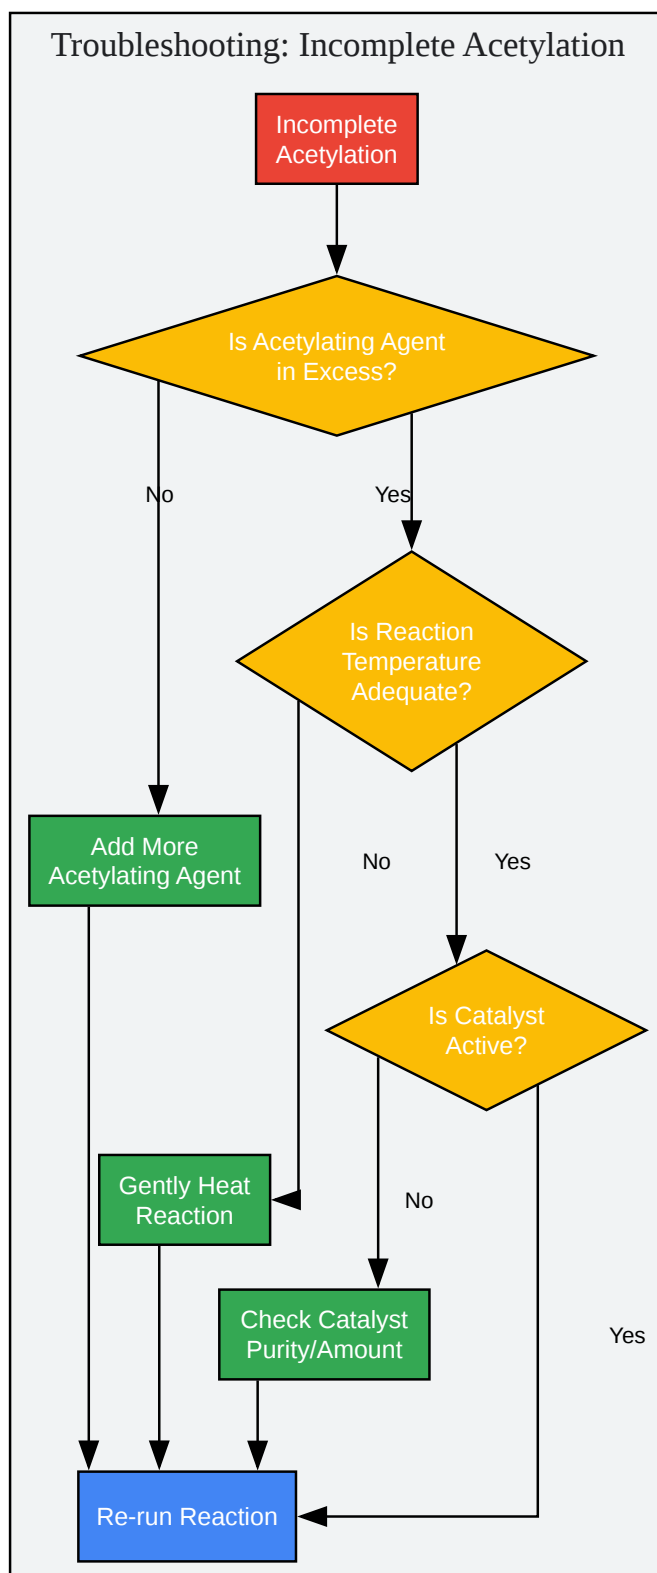 Troubleshooting: Incomplete Acetylation
Incomplete
Acetylation
Is Acetylating Agent
in Excess?
No
Yes
Is Reaction
Temperature
Adequate?
Add More
Acetylating Agent
No
Yes
Is Catalyst
Active?
Gently Heat
Reaction
No
Check Catalyst
Purity/Amount
Yes
Re-run Reaction